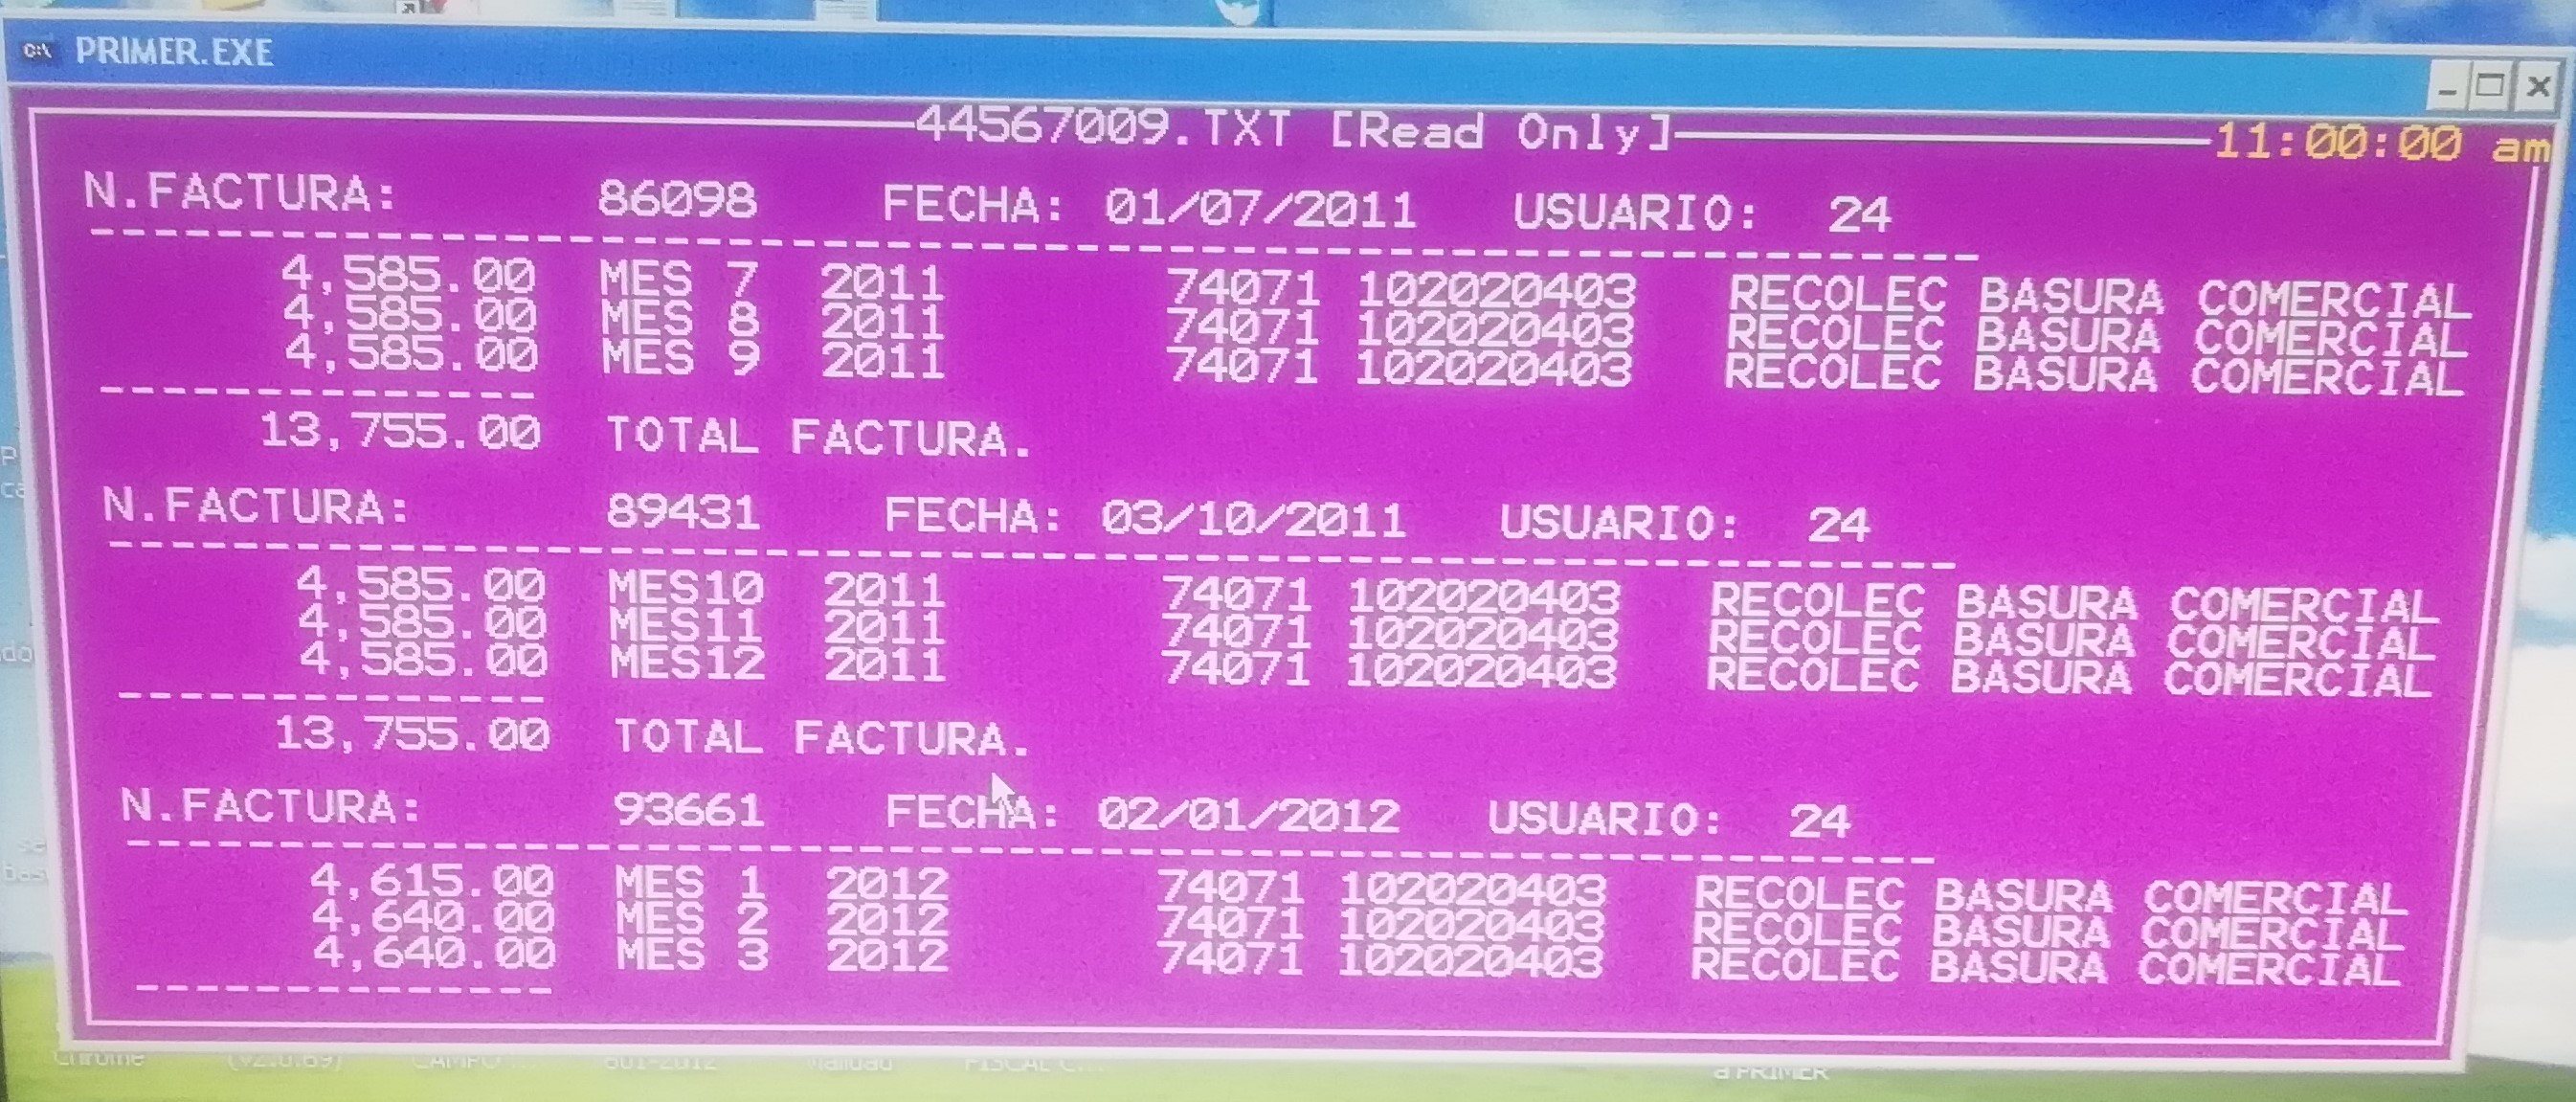 PRIMER.EXE
44567009.TXT [Read Only] 11:00:00 am
N.FACTURA: 86098 FECHA: 01/07/2011 USUARIO: 24
4,585.00 MES 7 2011 74071 102020403 RECOLEC BASURA COMERCIAL
4,585.00 MES 8 2011 74071 102020403 RECOLEC BASURA COMERCIAL
4,585.00 MES 9 2011 74071 102020403 RECOLEC BASURA COMERCIAL
13,755.00 TOTAL FACTURA.
N.FACTURA: 89431 FECHA: 03/10/2011 USUARIO: 24
4,585.00 MES10 2011 74071 102020403 RECOLEC BASURA COMERCIAL
4,585.00 MES11 2011 74071 102020403 RECOLEC BASURA COMERCIAL
4,585.00 MES12 2011 74071 102020403 RECOLEC BASURA COMERCIAL
13,755.00 TOTAL FACTURA.
N.FACTURA: 93661 FECHA: 02/01/2012 USUARIO: 24
4,615.00 MES 1 2012 74071 102020403 RECOLEC BASURA COMERCIAL
4,640.00 MES 2 2012 74071 102020403 RECOLEC BASURA COMERCIAL
4,640.00 MES 3 2012 74071 102020403 RECOLEC BASURA COMERCIAL
a PRIMER